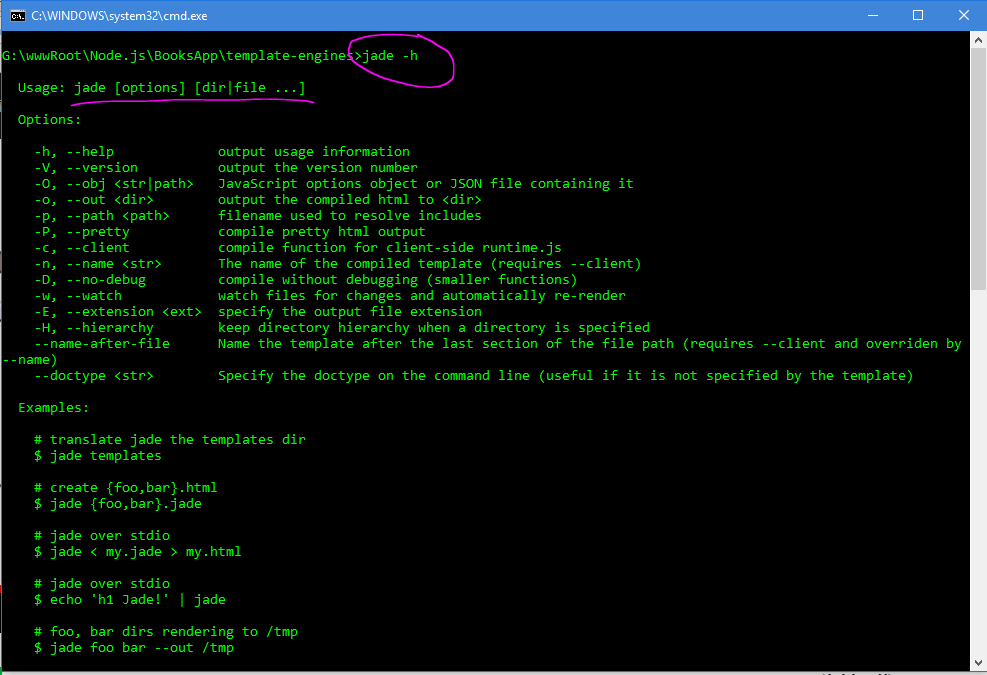 C:\WINDOWS\system32\cmd.exe
G:\wwwRoot\Node.js\BooksApp\template-engines>jade -h
Usage: jade [options] [dir|file ...]
Options:
-h, --help output usage information
-V, --version output the version number
-O, --obj <str|path> JavaScript options object or JSON file containing it
-o, --out <dir> output the compiled html to <dir>
-p, --path <path> filename used to resolve includes
-P, --pretty compile pretty html output
-c, --client compile function for client-side runtime.js
-n, --name <str> The name of the compiled template (requires --client)
-D, --no-debug compile without debugging (smaller functions)
-w, --watch watch files for changes and automatically re-render
-E, --extension <ext> specify the output file extension
-H, --hierarchy keep directory hierarchy when a directory is specified
--name-after-file Name the template after the last section of the file path (requires --client and overriden by
--name)
--doctype <str> Specify the doctype on the command line (useful if it is not specified by the template)
Examples:
# translate jade the templates dir
$ jade templates
# create {foo,bar}.html
$ jade {foo,bar}.jade
# jade over stdio
$ jade < my.jade > my.html
# jade over stdio
$ echo 'h1 Jade!' | jade
# foo, bar dirs rendering to /tmp
$ jade foo bar --out /tmp